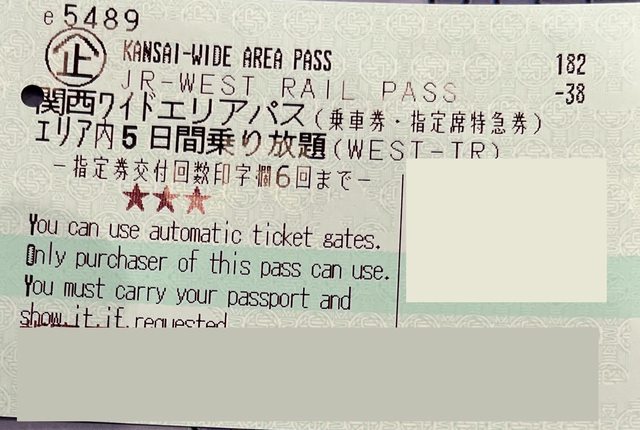 e5489
企 KANSAI-WIDE AREA PASS 182
JR-WEST RAIL PASS -38
関西ワイドエリアパス(乗車券・指定席特急券)
エリア内5日間乗り放題(WEST-TR)
-指定券交付回数印字欄6回まで-
★★★
You can use automatic ticket gates.
Only purchaser of this pass can use.
You must carry your passport and
show it if requested